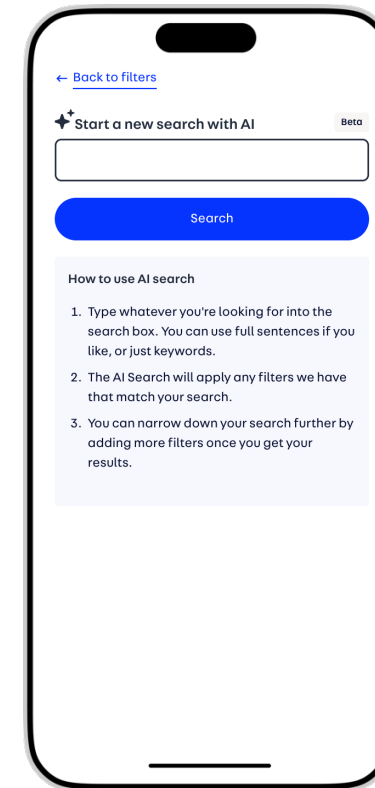 ← Back to filters
Start a new search with AI
Beta
Search
How to use AI search
1. Type whatever you're looking for into the
search box. You can use full sentences if you
like, or just keywords.
2. The AI Search will apply any filters we have
that match your search.
3. You can narrow down your search further by
adding more filters once you get your
results.